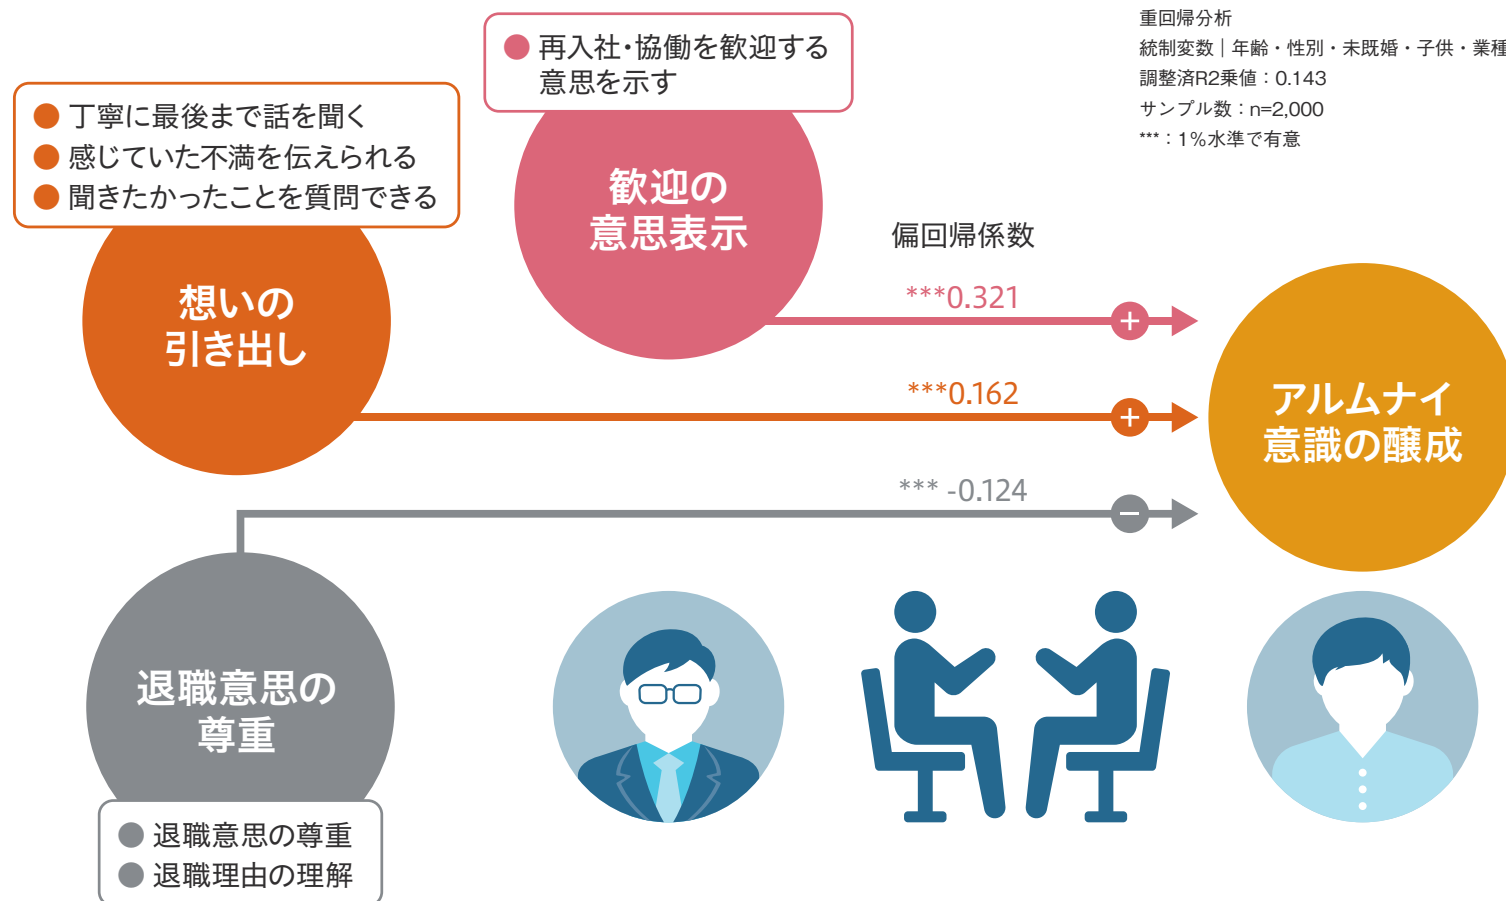 重回帰分析
統制変数｜年齢・性別・未既婚・子供・業種
調整済R2乗値：0.143
サンプル数：n=2,000
***：1%水準で有意
再入社・協働を歓迎する
意思を示す
歓迎の
意思表示
丁寧に最後まで話を聞く
感じていた不満を伝えられる
聞きたかったことを質問できる
想いの
引き出し
偏回帰係数
***0.321
+
***0.162
+
*** -0.124
−
アルムナイ
意識の醸成
退職意思の
尊重
退職意思の尊重
退職理由の理解